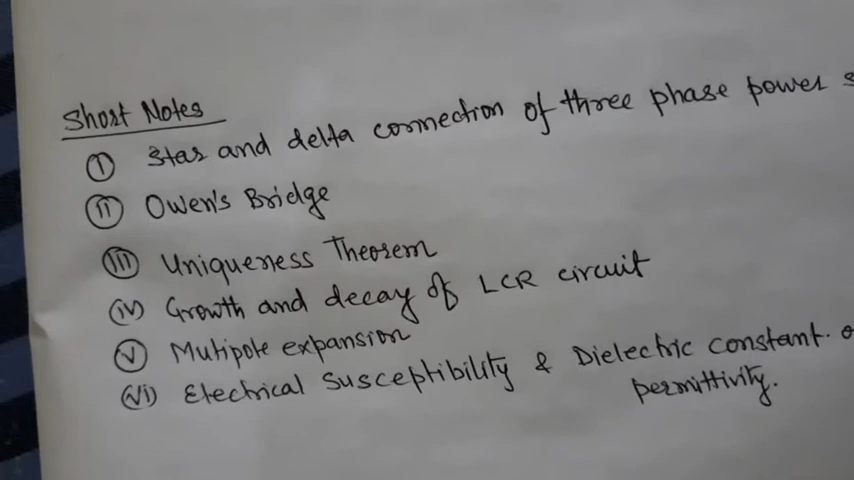 Short Notes
(I) Star and delta connection of three phase power
(II) Owen's Bridge
(III) Uniqueness Theorem
(iv) Growth and decay of LCR circuit
(V) Mutipole expansion
(vi) Electrical Susceptibility & Dielectric constant.
permittivity.